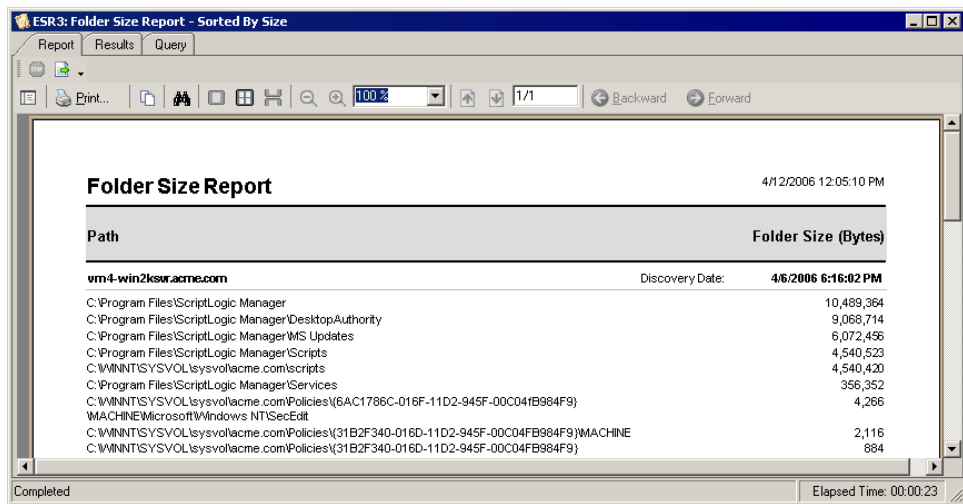 ESR3: Folder Size Report - Sorted By Size
Report Results Query
Print... 100 % 1/1 Backward Forward
Folder Size Report 4/12/2006 12:05:10 PM
Path Folder Size (Bytes)
vm4-win2ksvr.acme.com Discovery Date: 4/6/2006 6:16:02 PM
C:\Program Files\ScriptLogic Manager 10,489,364
C:\Program Files\ScriptLogic Manager\DesktopAuthority 9,068,714
C:\Program Files\ScriptLogic Manager\MS Updates 6,072,456
C:\Program Files\ScriptLogic Manager\Scripts 4,540,523
C:\WINNT\SYSVOL\sysvol\acme.com\scripts 4,540,420
C:\Program Files\ScriptLogic Manager\Services 356,352
C:\WINNT\SYSVOL\sysvol\acme.com\Policies\{6AC1786C-016F-11D2-945F-00C04fB984F9} 4,266
\MACHINE\Microsoft\Windows NT\SecEdit
C:\WINNT\SYSVOL\sysvol\acme.com\Policies\{31B2F340-016D-11D2-945F-00C04FB984F9}\MACHINE 2,116
C:\WINNT\SYSVOL\sysvol\acme.com\Policies\{31B2F340-016D-11D2-945F-00C04FB984F9} 884
Completed Elapsed Time: 00:00:23